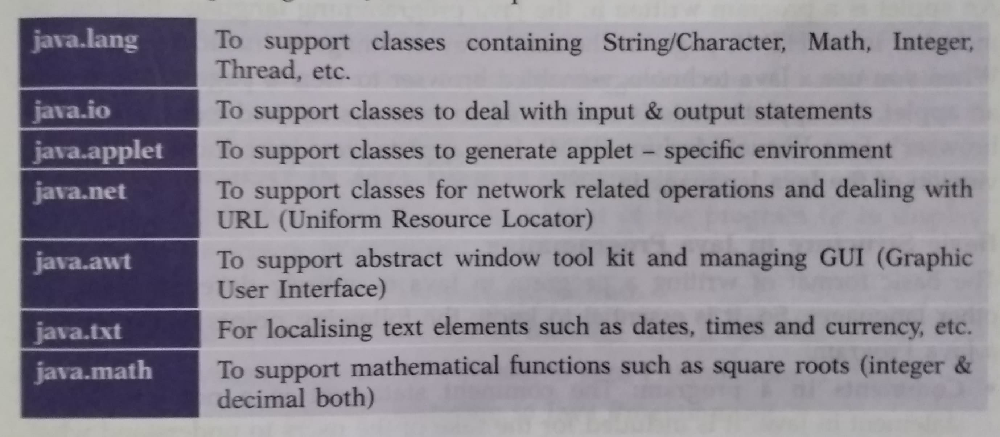 java.lang
To support classes containing String/Character, Math, Integer,
Thread, etc.
java.io
To support classes to deal with input & output statements
java.applet
To support classes to generate applet – specific environment
java.net
To support classes for network related operations and dealing with
URL (Uniform Resource Locator)
java.awt
To support abstract window tool kit and managing GUI (Graphic
User Interface)
java.txt
For localising text elements such as dates, times and currency, etc.
java.math
To support mathematical functions such as square roots (integer &
decimal both)